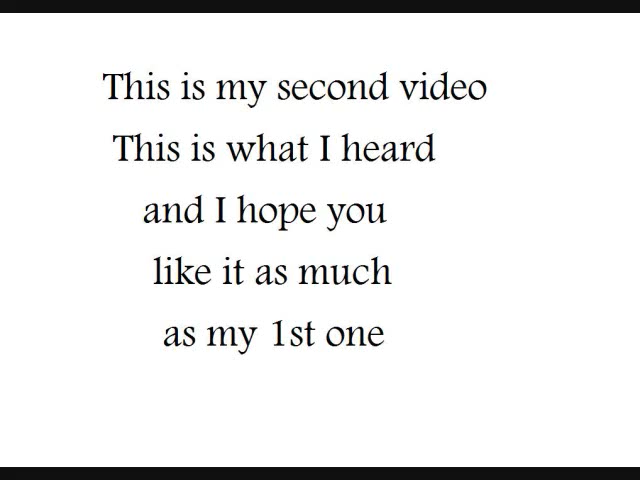 This is my second video
This is what I heard
and I hope you
like it as much
as my 1st one